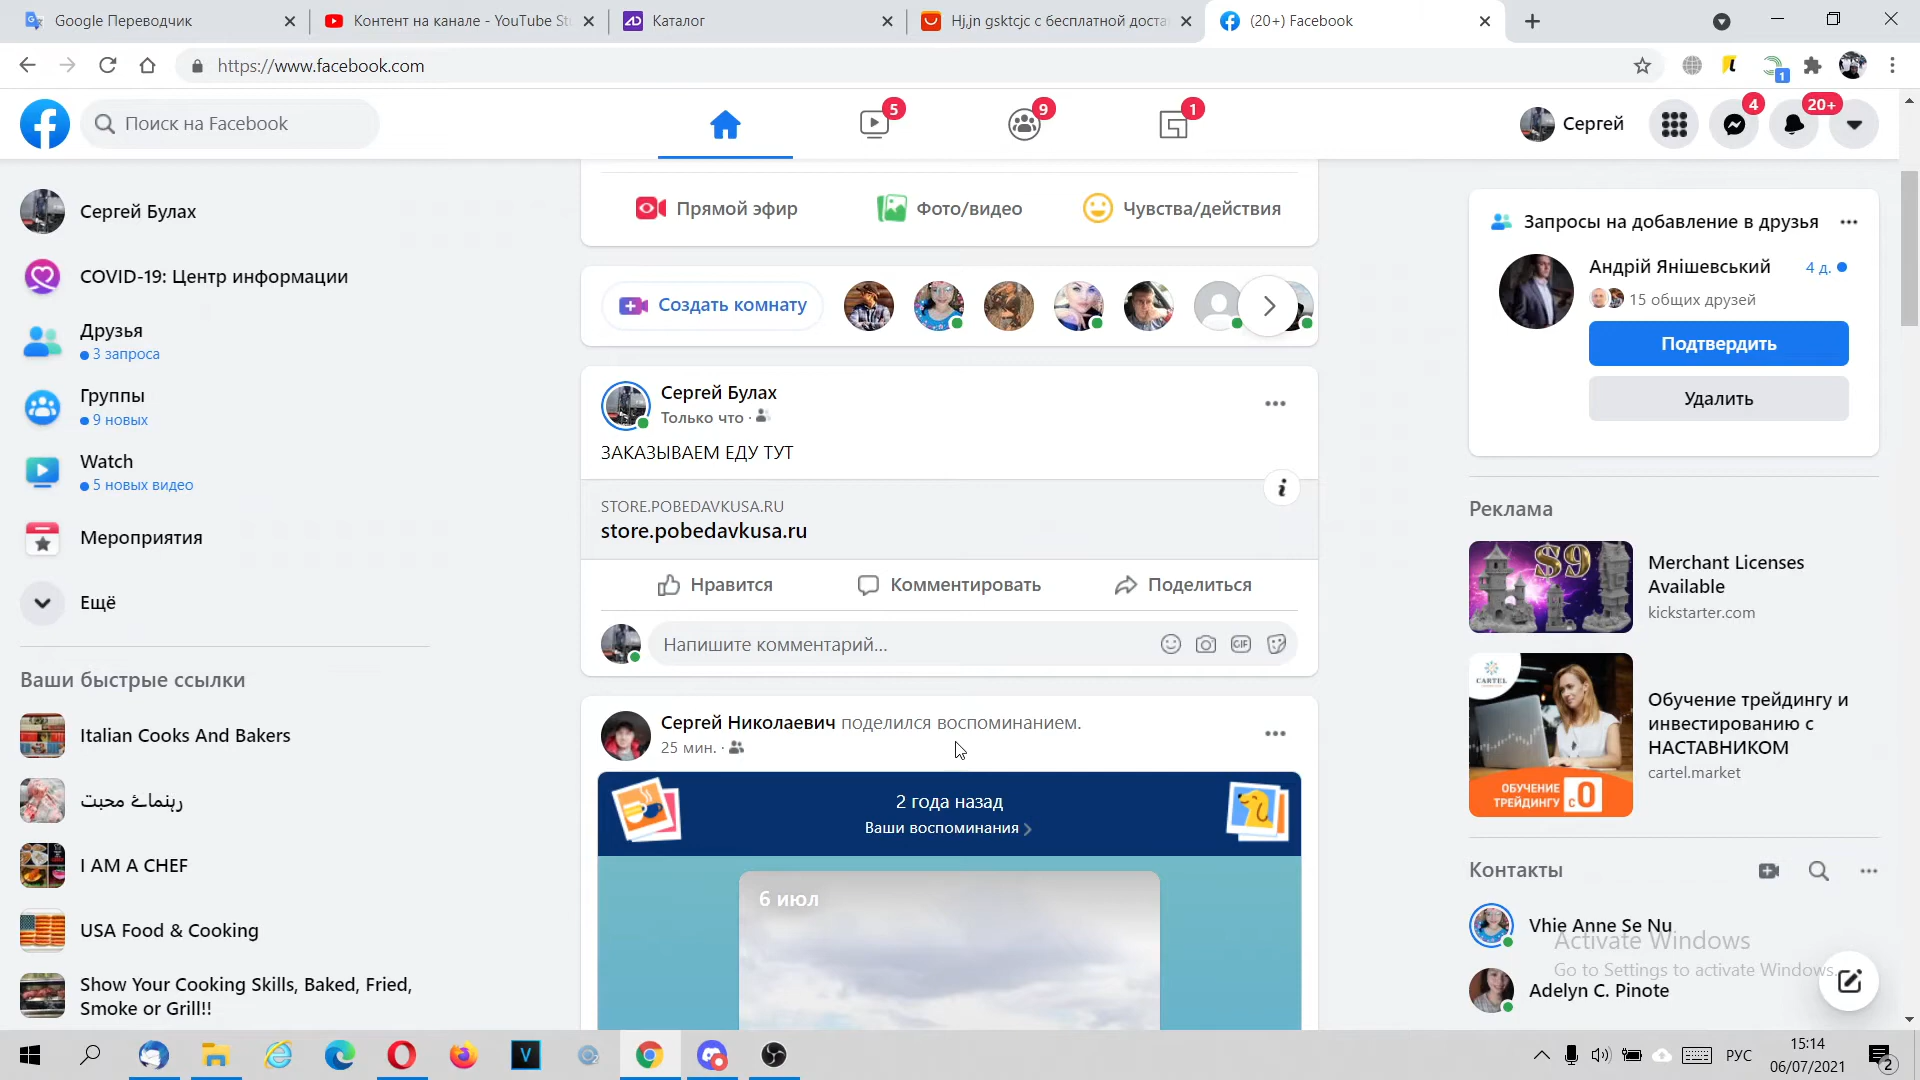 Google Переводчик
Контент на канале - YouTube St
Каталог
Hj,jn gsktcjc с бесплатной доста
(20+) Facebook
https://www.facebook.com
1
Поиск на Facebook
5
9
1
Сергей
4
20+
Сергей Булах
COVID-19: Центр информации
Друзья
3 запроса
Группы
9 новых
Watch
5 новых видео
Мероприятия
Ещё
Ваши быстрые ссылки
Italian Cooks And Bakers
رہنمائے محبت
I AM A CHEF
USA Food & Cooking
Show Your Cooking Skills, Baked, Fried,
Smoke or Grill!!
Прямой эфир
Фото/видео
Чувства/действия
Создать комнату
Сергей Булах
Только что ·
ЗАКАЗЫВАЕМ ЕДУ ТУТ
STORE.POBEDAVKUSA.RU
store.pobedavkusa.ru
Нравится
Комментировать
Поделиться
Напишите комментарий...
GIF
Сергей Николаевич поделился воспоминанием.
25 мин. ·
2 года назад
Ваши воспоминания
6 июл
Запросы на добавление в друзья
Андрій Янішевський
4 д.
15 общих друзей
Подтвердить
Удалить
Реклама
$9
Merchant Licenses
Available
kickstarter.com
CARTEL
ОБУЧЕНИЕ
ТРЕЙДИНГУ с 0
Обучение трейдингу и
инвестированию с
НАСТАВНИКОМ
cartel.market
Контакты
Vhie Anne Se Nu
Adelyn C. Pinote
Activate Windows
Go to Settings to activate Windows.
РУС
15:14
06/07/2021
2